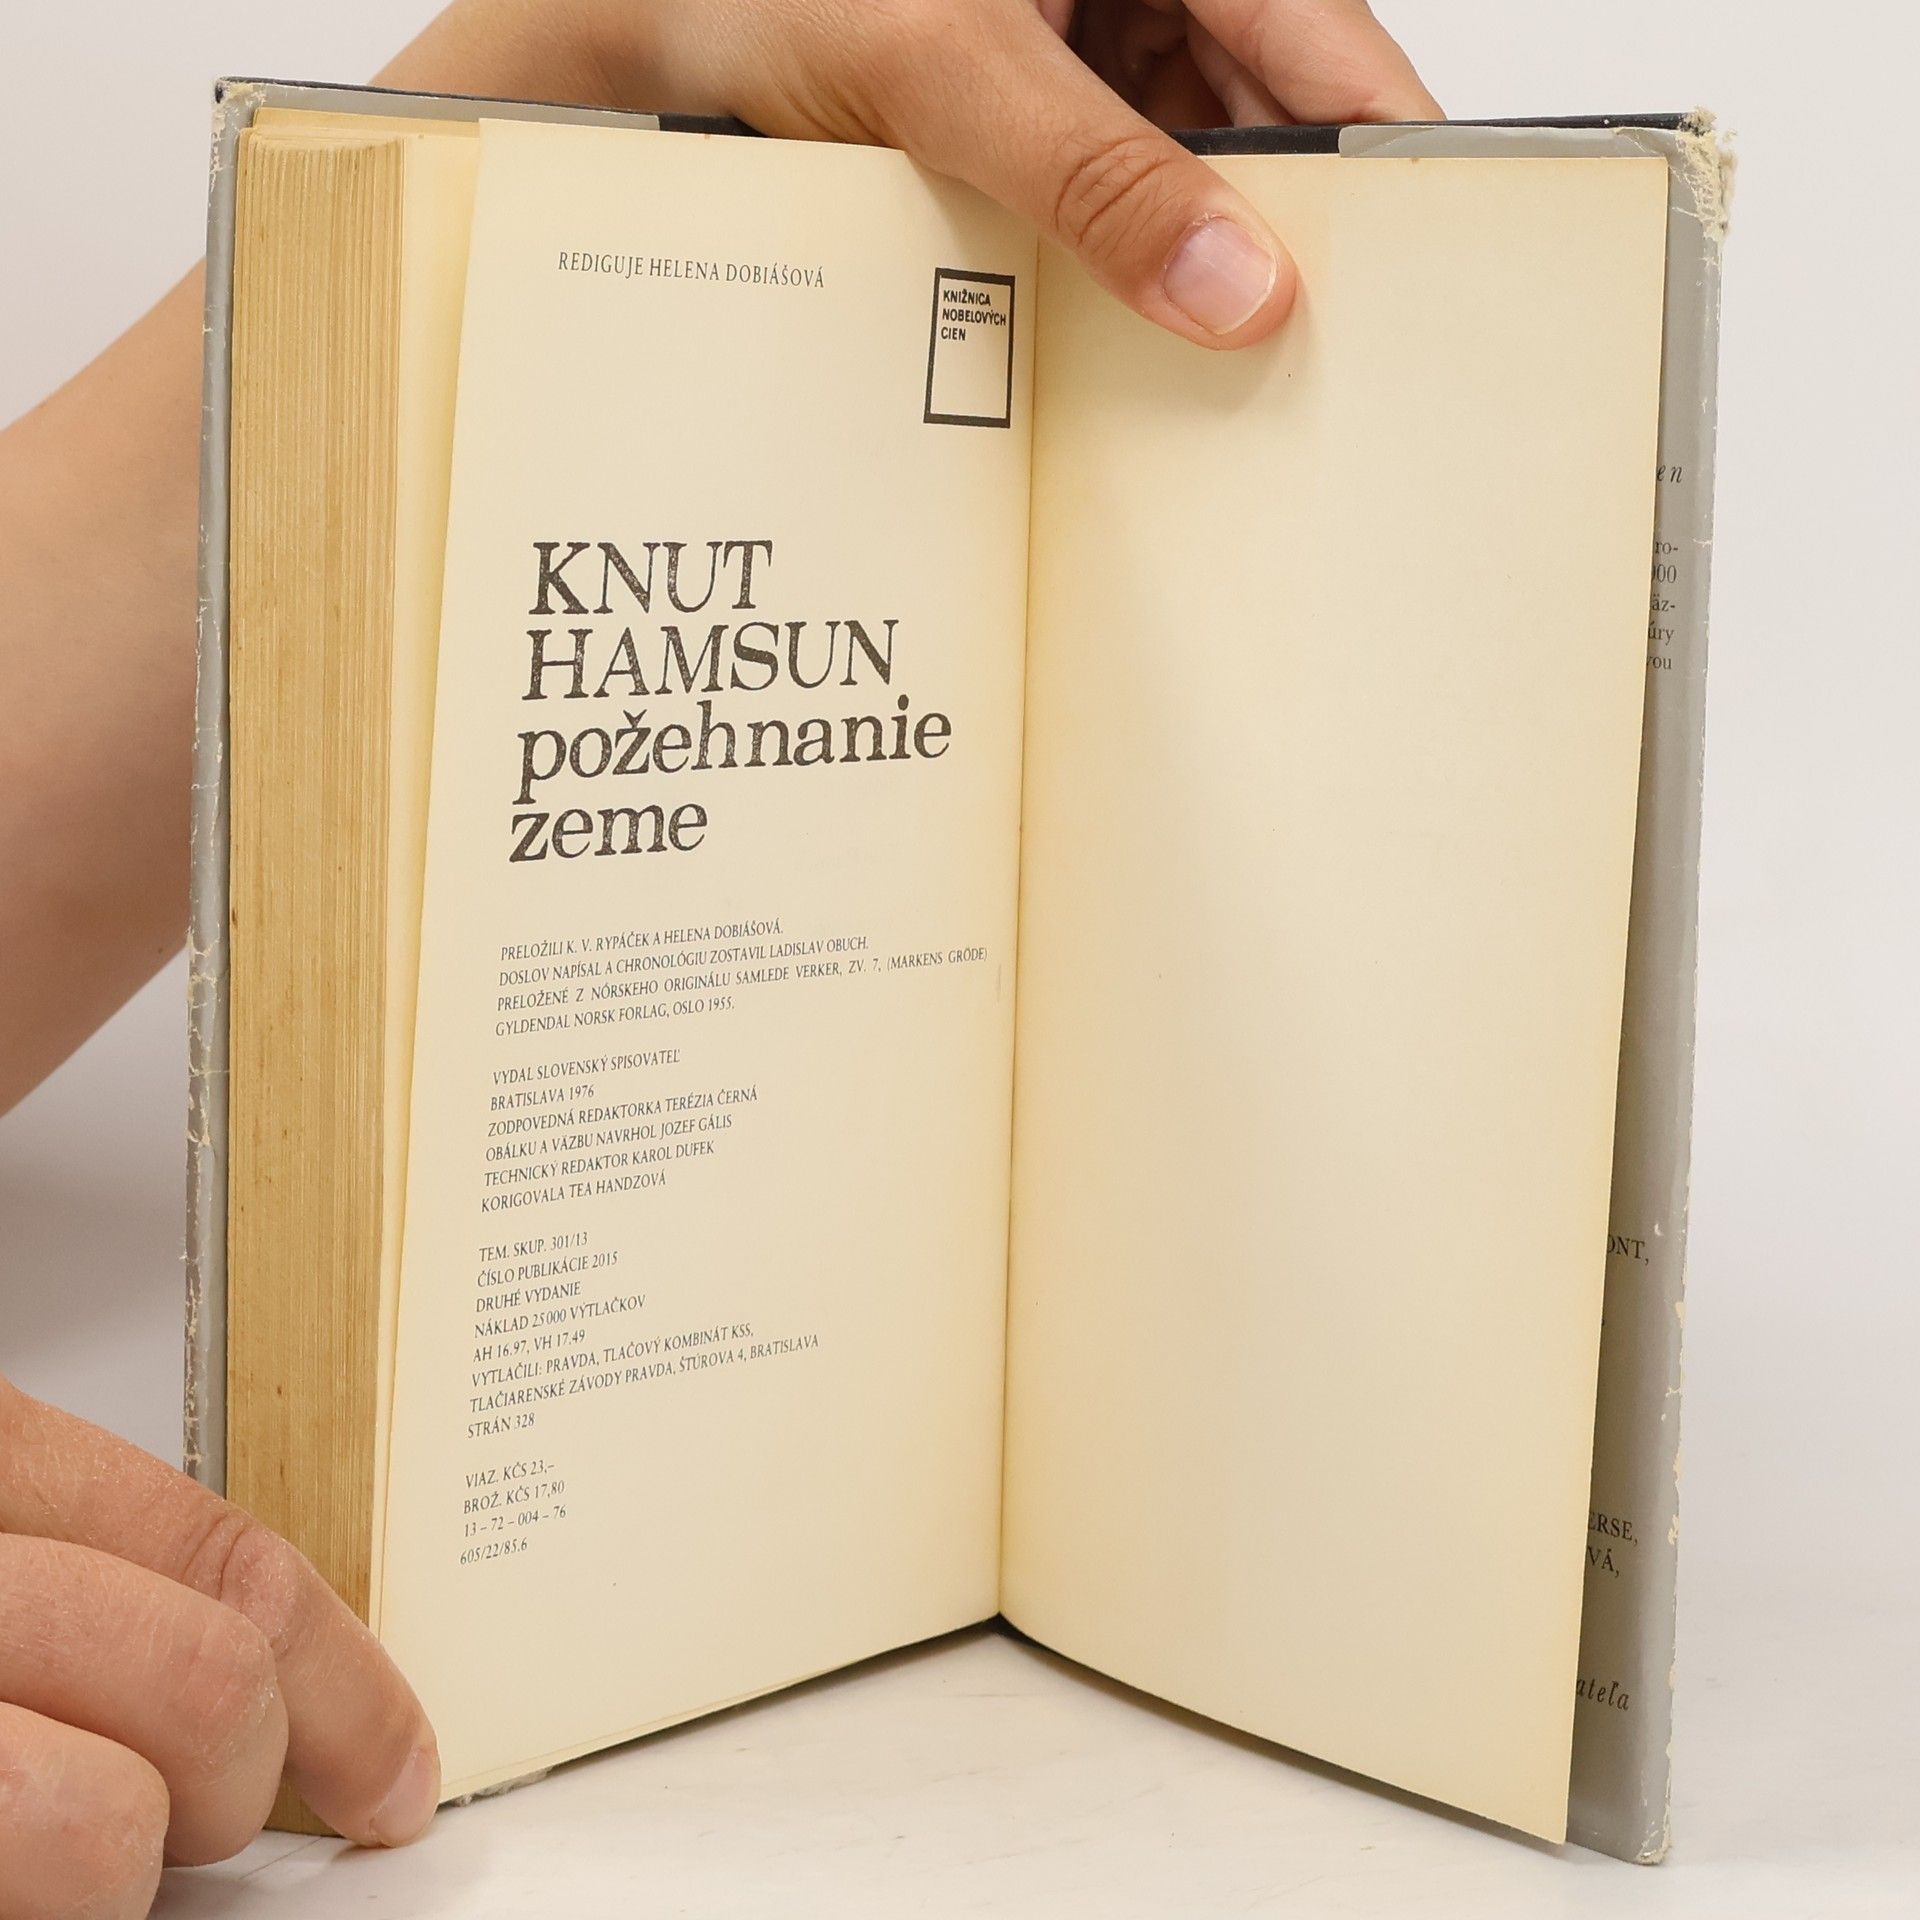 REDIGUJE HELENA DOBIÁŠOVÁ
KNIŽNICA
NOBELOVÝCH
CIEN
KNUT
HAMSUN
požehnanie
zeme
PRELOŽILI K. V. RYPÁČEK A HELENA DOBIÁŠOVÁ.
DOSLOV NAPÍSAL A CHRONOLÓGIU ZOSTAVIL LADISLAV OBUCH.
PRELOŽENÉ Z NÓRSKEHO ORIGINÁLU SAMLEDE VERKER, ZV. 7, (MARKENS GRÖDE)
GYLDENDAL NORSK FORLAG, OSLO 1955.
VYDAL SLOVENSKÝ SPISOVATEĽ
BRATISLAVA 1976
ZODPOVEDNÁ REDAKTORKA TERÉZIA ČERNÁ
OBÁLKU A VÄZBU NAVRHOL JOZEF GÁLIS
TECHNICKÝ REDAKTOR KAROL DUFEK
KORIGOVALA TEA HANDZOVÁ
TEM. SKUP. 301/13
ČÍSLO PUBLIKÁCIE 2015
DRUHÉ VYDANIE
NÁKLAD 25 000 VÝTLAČKOV
AH 16.97, VH 17.49
VYTLAČILI: PRAVDA, TLAČOVÝ KOMBINÁT KSS,
TLAČIARENSKÉ ZÁVODY PRAVDA, ŠTÚROVA 4, BRATISLAVA
STRÁN 328
VIAZ. KČS 23,–
BROŽ. KČS 17,80
13 – 72 – 004 – 76
605/22/85.6